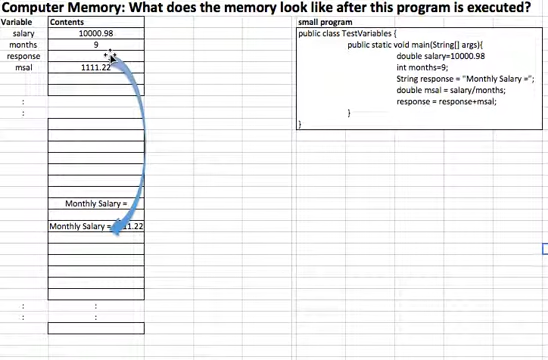 Computer Memory: What does the memory look like after this program is executed?
Variable Contents small program
salary 10000.98 public class TestVariables {
months 9 public static void main(String[] args){
response double salary=10000.98
msal 1111.22 int months=9;
String response = "Monthly Salary =";
double msal = salary/months;
: response = response+msal;
: }
}
Monthly Salary =
Monthly Salary = 1.22
: :
: :